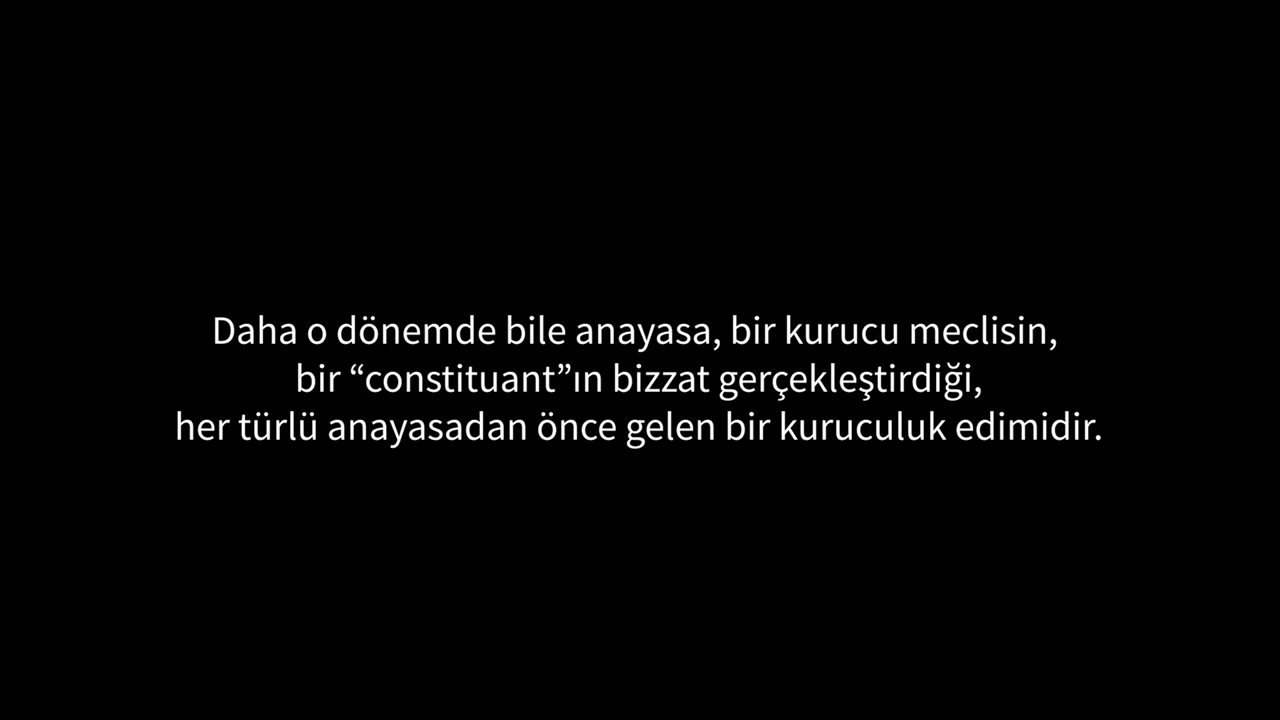 Daha o dönemde bile anayasa, bir kurucu meclisin,
bir “constituant”ın bizzat gerçekleştirdiği,
her türlü anayasadan önce gelen bir kuruculuk edimidir.